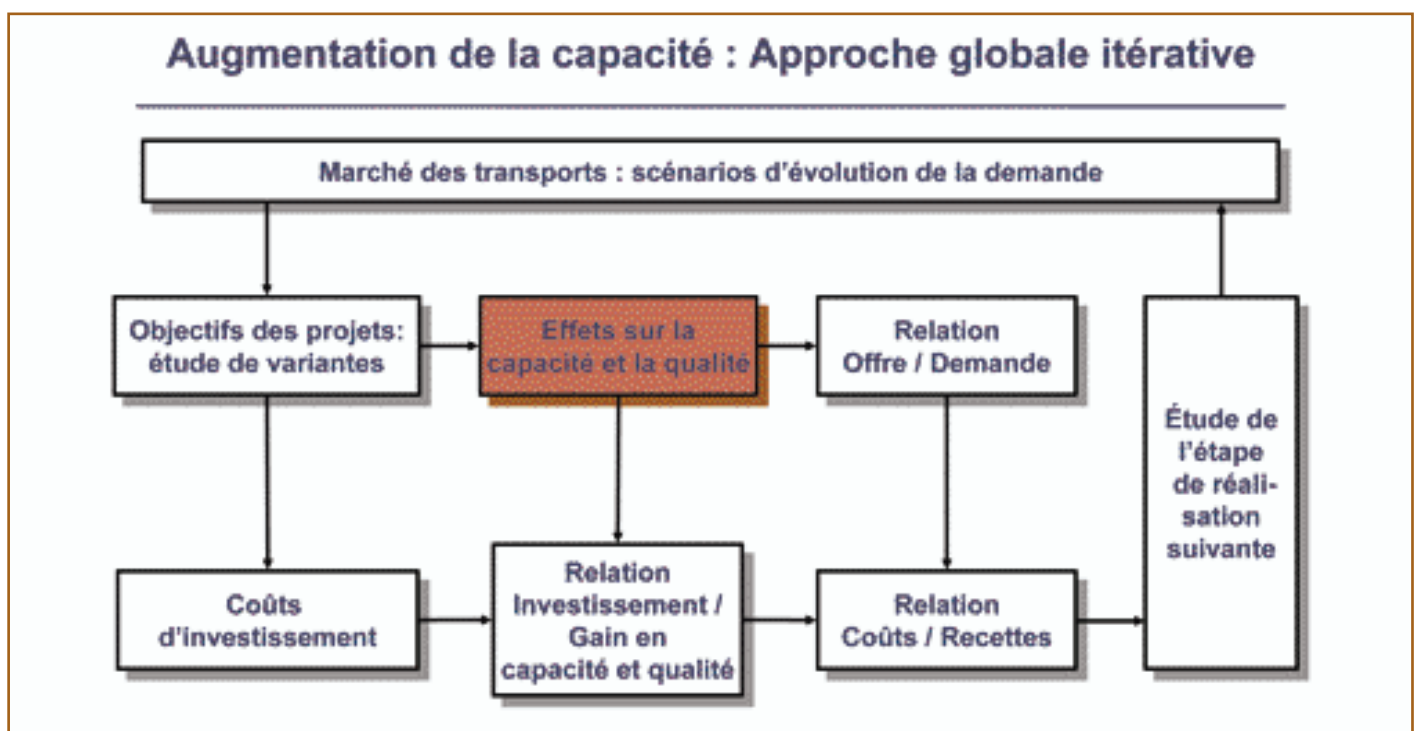 Augmentation de la capacité : Approche globale itérative
Marché des transports : scénarios d'évolution de la demande
Objectifs des projets:
étude de variantes
Effets sur la
capacité et la qualité
Relation
Offre / Demande
Étude de
l'étape
de réali-
sation
suivante
Coûts
d'investissement
Relation
Investissement /
Gain en
capacité et qualité
Relation
Coûts / Recettes